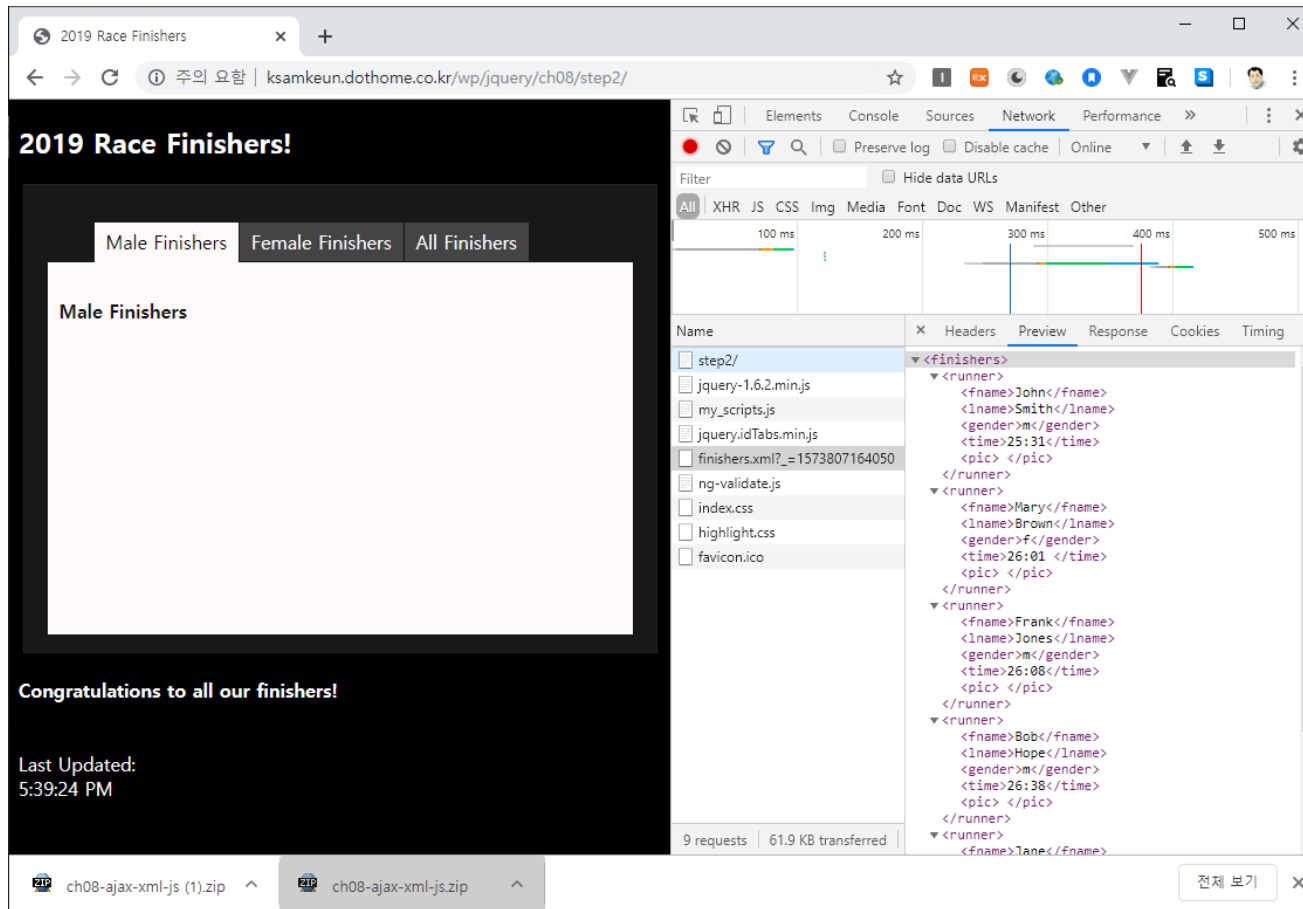 2019 Race Finishers
주의 요함 | ksamkeun.dothome.co.kr/wp/jquery/ch08/step2/
2019 Race Finishers!
Male Finishers Female Finishers All Finishers
Male Finishers
Congratulations to all our finishers!
Last Updated:
5:39:24 PM
Elements Console Sources Network Performance »
Preserve log Disable cache Online
Filter Hide data URLs
All XHR JS CSS Img Media Font Doc WS Manifest Other
100 ms 200 ms 300 ms 400 ms 500 ms
Name
step2/
jquery-1.6.2.min.js
my_scripts.js
jquery.idTabs.min.js
finishers.xml?_=1573807164050
ng-validate.js
index.css
highlight.css
favicon.ico
9 requests 61.9 KB transferred
Headers Preview Response Cookies Timing
<finishers>
<runner>
<fname>John</fname>
<lname>Smith</lname>
<gender>m</gender>
<time>25:31</time>
<pic> </pic>
</runner>
<runner>
<fname>Mary</fname>
<lname>Brown</lname>
<gender>f</gender>
<time>26:01 </time>
<pic> </pic>
</runner>
<runner>
<fname>Frank</fname>
<lname>Jones</lname>
<gender>m</gender>
<time>26:08</time>
<pic> </pic>
</runner>
<runner>
<fname>Bob</fname>
<lname>Hope</lname>
<gender>m</gender>
<time>26:38</time>
<pic> </pic>
</runner>
<runner>
<fname>Jane</fname>
ZIP ch08-ajax-xml-js (1).zip ZIP ch08-ajax-xml-js.zip 전체 보기